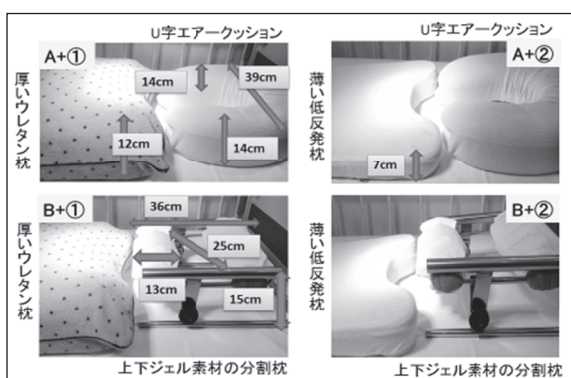 U字エアークッション
U字エアークッション
A+①
厚いウレタン枕
14cm
39cm
12cm
14cm
A+②
薄い低反発枕
7cm
B+①
厚いウレタン枕
36cm
25cm
13cm
15cm
上下ジェル素材の分割枕
B+②
薄い低反発枕
上下ジェル素材の分割枕